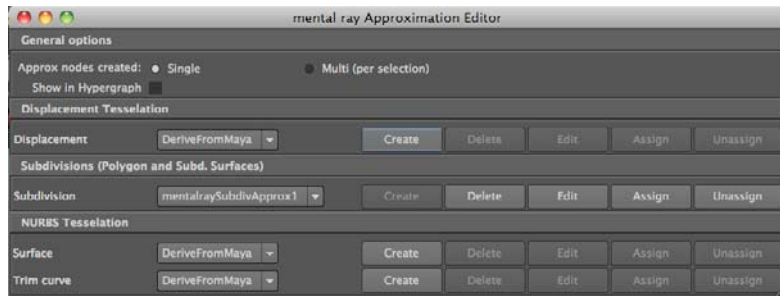 mental ray Approximation Editor
General options
Approx nodes created: Single Multi (per selection)
Show in Hypergraph
Displacement Tesselation
Displacement DeriveFromMaya Create Delete Edit Assign Unassign
Subdivisions (Polygon and Subd. Surfaces)
Subdivision mentalraySubdivApprox1 Create Delete Edit Assign Unassign
NURBS Tesselation
Surface DeriveFromMaya Create Delete Edit Assign Unassign
Trim curve DeriveFromMaya Create Delete Edit Assign Unassign